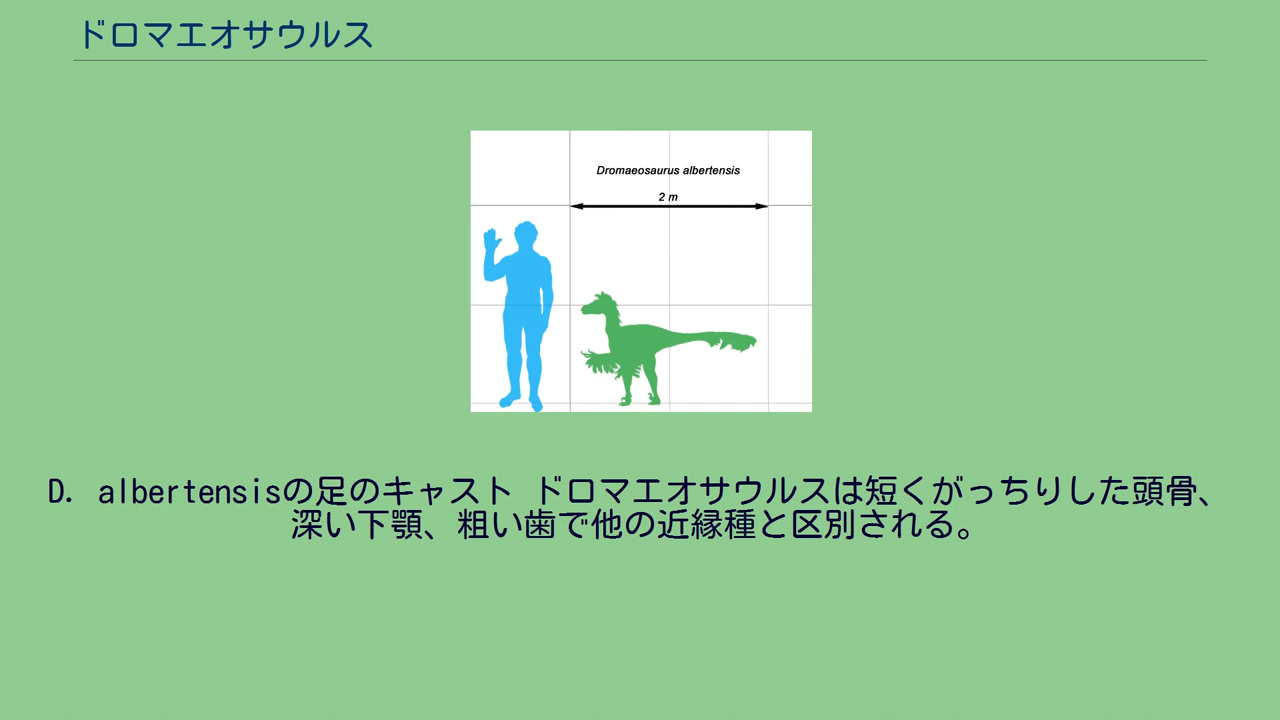 ドロマエオサウルス
Dromaeosaurus albertensis
2 m
D. albertensisの足のキャスト ドロマエオサウルスは短くがっちりした頭骨、
深い下顎、粗い歯で他の近縁種と区別される。